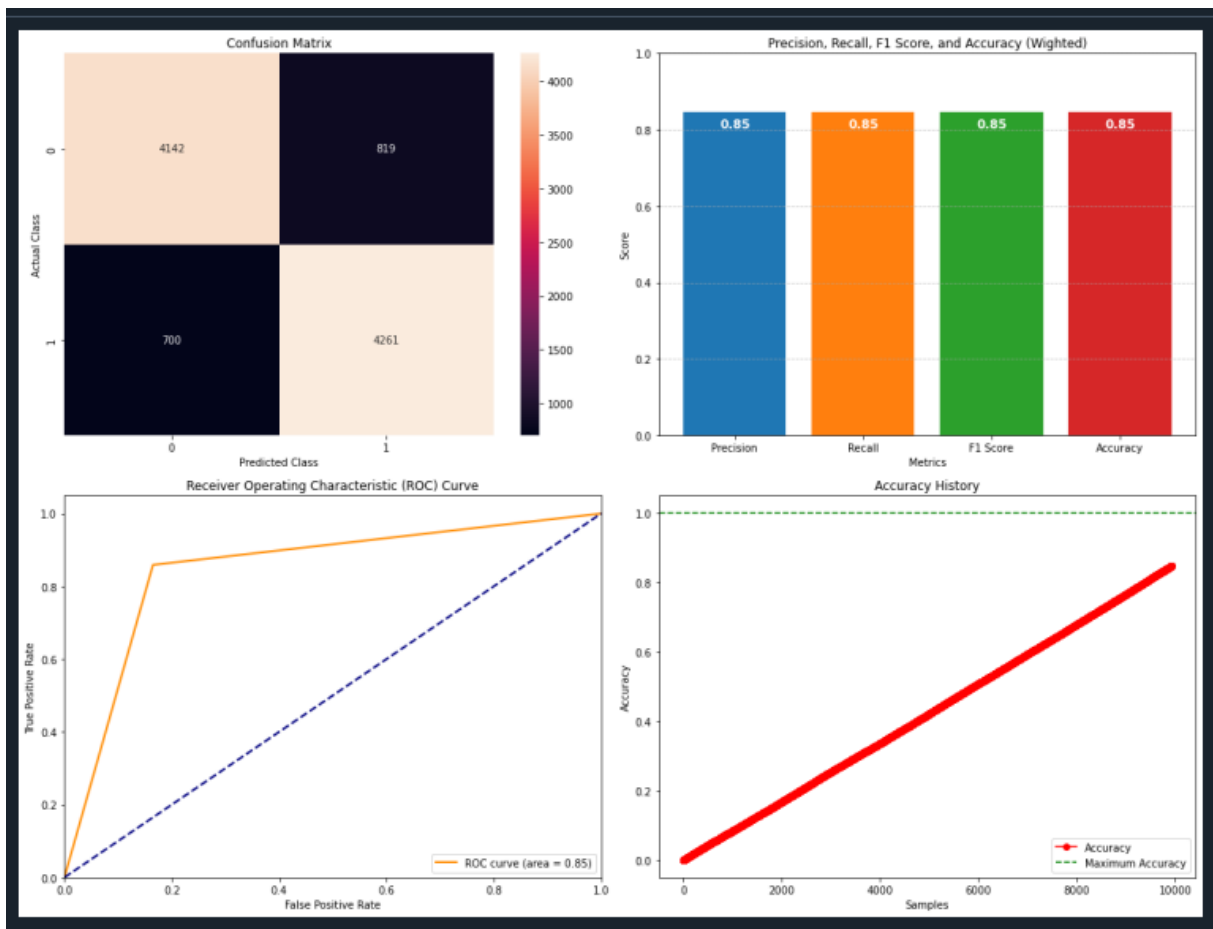 Confusion Matrix
0
1
Actual Class
4142
819
700
4261
0
1
Predicted Class
4000
3500
3000
2500
2000
1500
1000
Precision, Recall, F1 Score, and Accuracy (Wighted)
1.0
0.8
0.6
0.4
0.2
0.0
Score
0.85
0.85
0.85
0.85
Precision
Recall
F1 Score
Accuracy
Metrics
Receiver Operating Characteristic (ROC) Curve
1.0
0.8
0.6
0.4
0.2
0.0
True Positive Rate
ROC curve (area = 0.85)
0.0
0.2
0.4
0.6
0.8
1.0
False Positive Rate
Accuracy History
1.0
0.8
0.6
0.4
0.2
0.0
Accuracy
Accuracy
Maximum Accuracy
0
2000
4000
6000
8000
10000
Samples